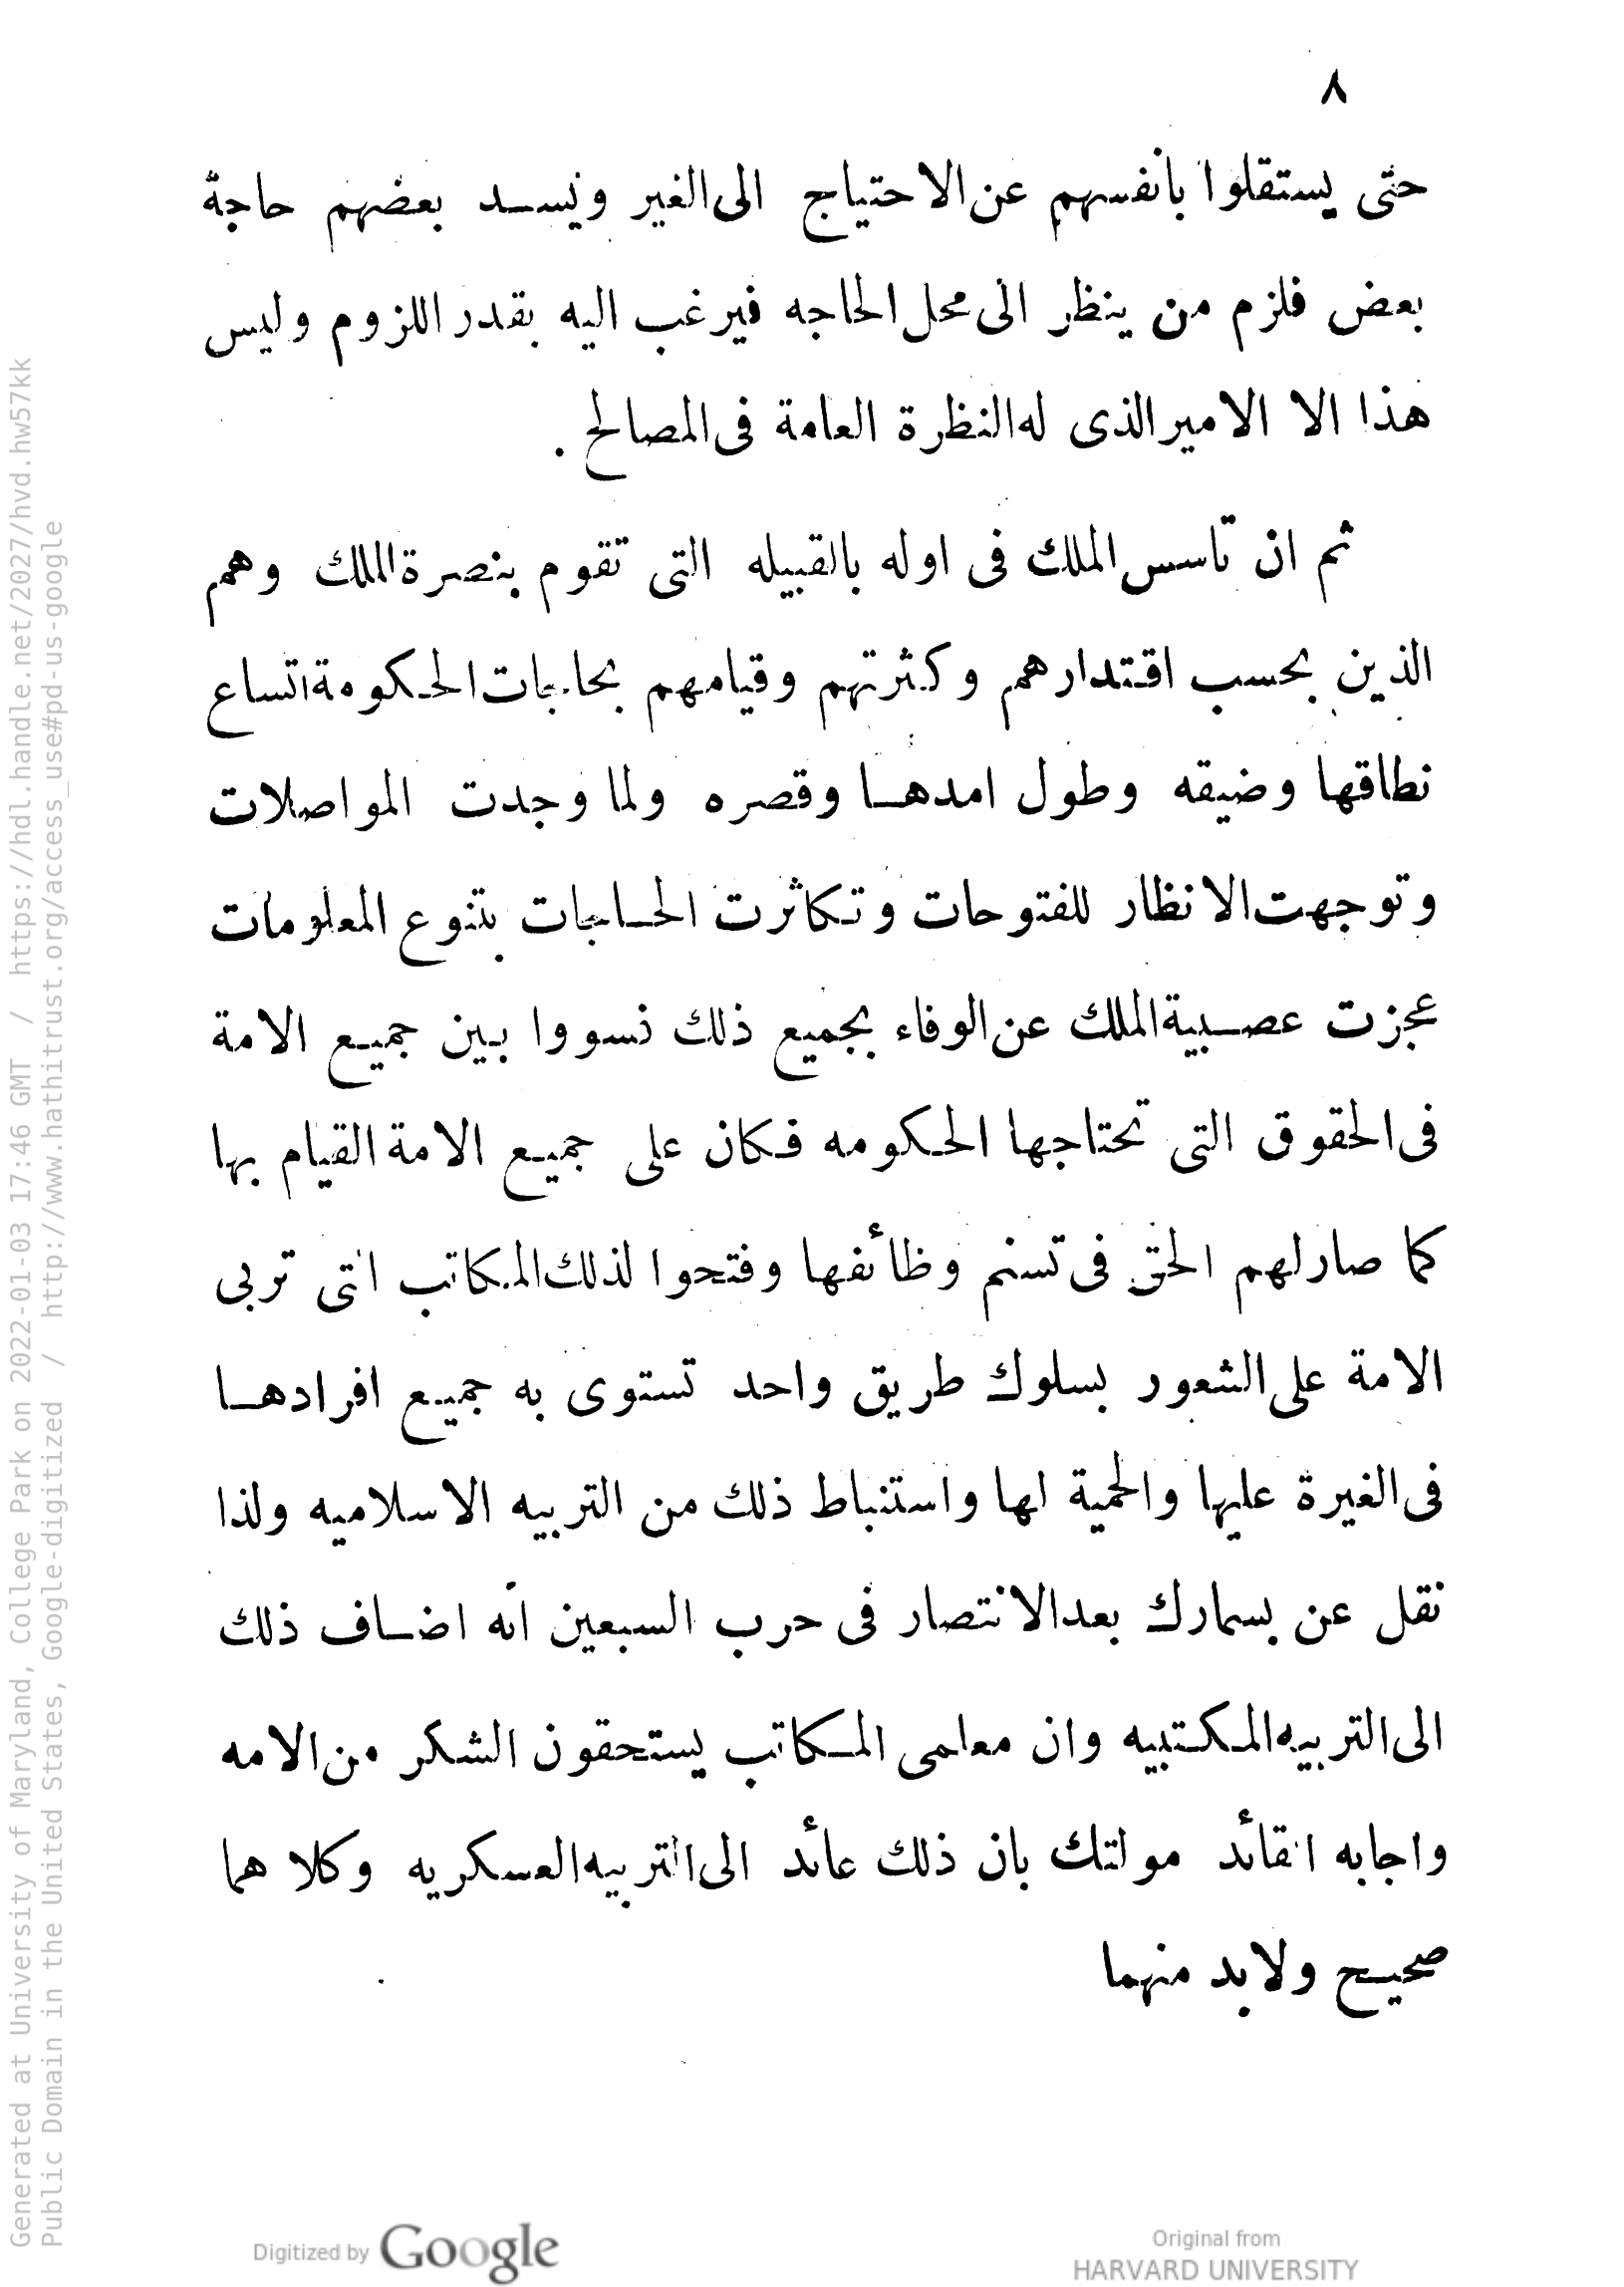 ٨
حتى يستقلوا بأنفسهم عن الاحتياج الى الغير ويسد بعضهم حاجة
بعض فلزم من ينظر الى محل الحاجه فيرغب اليه بقدر اللزوم وليس
هذا الا الامير الذى له النظرة العامة فى المصالح .
ثم ان تاسس الملك فى اوله بالقبيله التى تقوم بنصرة الملك وهم
الذين بحسب اقتدارهم وكثرتهم وقيامهم بحاجات الحكومة اتساع
نطاقها وضيقه وطول امدها وقصره ولما وجدت المواصلات
وتوجهت الانظار للفتوحات وتكاثرت الحاجات بتنوع المعلومات
عجزت عصبية الملك عن الوفاء بجميع ذلك نسووا بين جميع الامة
فى الحقوق التى تحتاجها الحكومه فكان على جميع الامة القيام بها
كما صار لهم الحق فى تسنم وظائفها وفتحوا لذلك المكاتب التى تربى
الامة على الشعور بسلوك طريق واحد تستوى به جميع افرادها
فى الغيرة عليها والحمية لها واستنباط ذلك من التربيه الاسلاميه ولذا
نقل عن بسمارك بعد الانتصار فى حرب السبعين انه اضاف ذلك
الى التربيه المكتبيه وان معلمى المكاتب يستحقون الشكر من الامه
واجابه القائد مولتك بان ذلك عائد الى التربيه العسكريه وكلا هما
صحيح ولابد منهما
Digitized by Google
Original from
HARVARD UNIVERSITY
Generated at University of Maryland, College Park on 2022-01-03 17:46 GMT / https://hdl.handle.net/2027/hvd.hw57kk
Public Domain in the United States, Google-digitized / http://www.hathitrust.org/access_use#pd-us-google